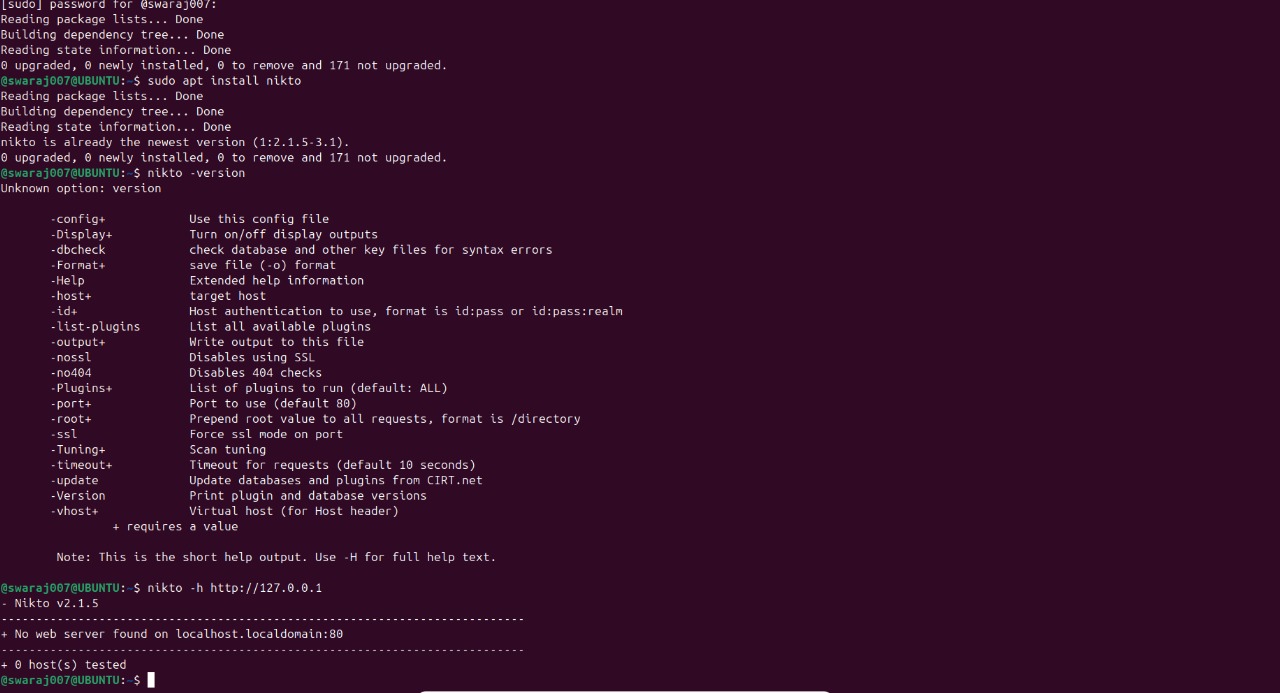 [sudo] password for @swaraj007:
Reading package lists... Done
Building dependency tree... Done
Reading state information... Done
0 upgraded, 0 newly installed, 0 to remove and 171 not upgraded.
@swaraj007@UBUNTU:~$ sudo apt install nikto
Reading package lists... Done
Building dependency tree... Done
Reading state information... Done
nikto is already the newest version (1:2.1.5-3.1).
0 upgraded, 0 newly installed, 0 to remove and 171 not upgraded.
@swaraj007@UBUNTU:~$ nikto -version
Unknown option: version
-config+ Use this config file
-Display+ Turn on/off display outputs
-dbcheck check database and other key files for syntax errors
-Format+ save file (-o) format
-Help Extended help information
-host+ target host
-id+ Host authentication to use, format is id:pass or id:pass:realm
-list-plugins List all available plugins
-output+ Write output to this file
-nossl Disables using SSL
-no404 Disables 404 checks
-Plugins+ List of plugins to run (default: ALL)
-port+ Port to use (default 80)
-root+ Prepend root value to all requests, format is /directory
-ssl Force ssl mode on port
-Tuning+ Scan tuning
-timeout+ Timeout for requests (default 10 seconds)
-update Update databases and plugins from CIRT.net
-Version Print plugin and database versions
-vhost+ Virtual host (for Host header)
+ requires a value
Note: This is the short help output. Use -H for full help text.
@swaraj007@UBUNTU:~$ nikto -h http://127.0.0.1
- Nikto v2.1.5
---------------------------------------------------------------------------
+ No web server found on localhost.localdomain:80
---------------------------------------------------------------------------
+ 0 host(s) tested
@swaraj007@UBUNTU:~$